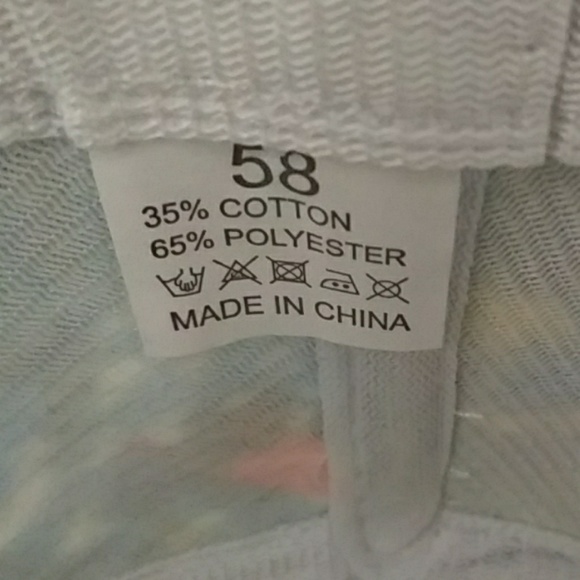 58
35% COTTON
65% POLYESTER
MADE IN CHINA